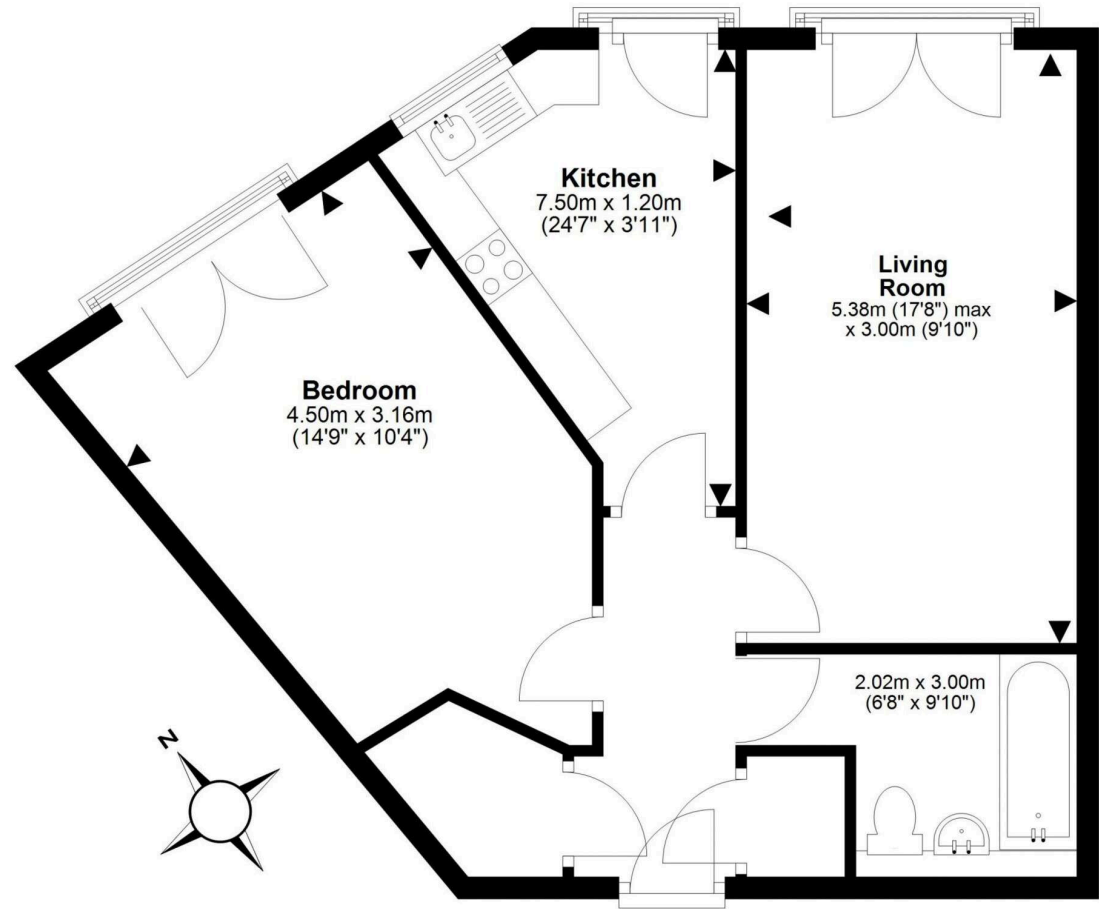 Kitchen
7.50m x 1.20m
(24'7" x 3'11")
Living
Room
5.38m (17'8") max
x 3.00m (9'10")
Bedroom
4.50m x 3.16m
(14'9" x 10'4")
2.02m x 3.00m
(6'8" x 9'10")
N